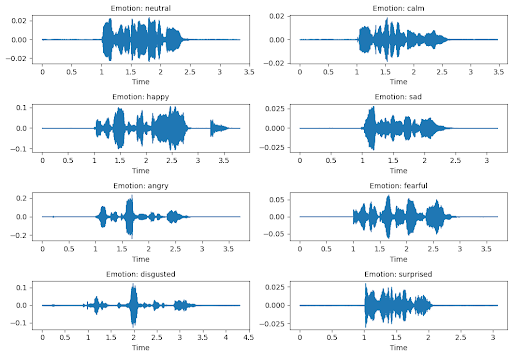 Emotion: neutral
0.02
0.00
−0.02
0 0.5 1 1.5 2 2.5 3 3.5
Time
Emotion: calm
0.02
0.00
−0.02
0 0.5 1 1.5 2 2.5 3
Time
Emotion: happy
0.1
0.0
−0.1
0 0.5 1 1.5 2 2.5 3 3.5
Time
Emotion: sad
0.025
0.000
−0.025
0 0.5 1 1.5 2 2.5 3
Time
Emotion: angry
0.2
0.0
−0.2
0 0.5 1 1.5 2 2.5 3 3.5
Time
Emotion: fearful
0.05
0.00
−0.05
0 0.5 1 1.5 2 2.5 3 3.5
Time
Emotion: disgusted
0.1
0.0
−0.1
0 0.5 1 1.5 2 2.5 3 3.5 4 4.5
Time
Emotion: surprised
0.025
0.000
−0.025
0 0.5 1 1.5 2 2.5 3
Time